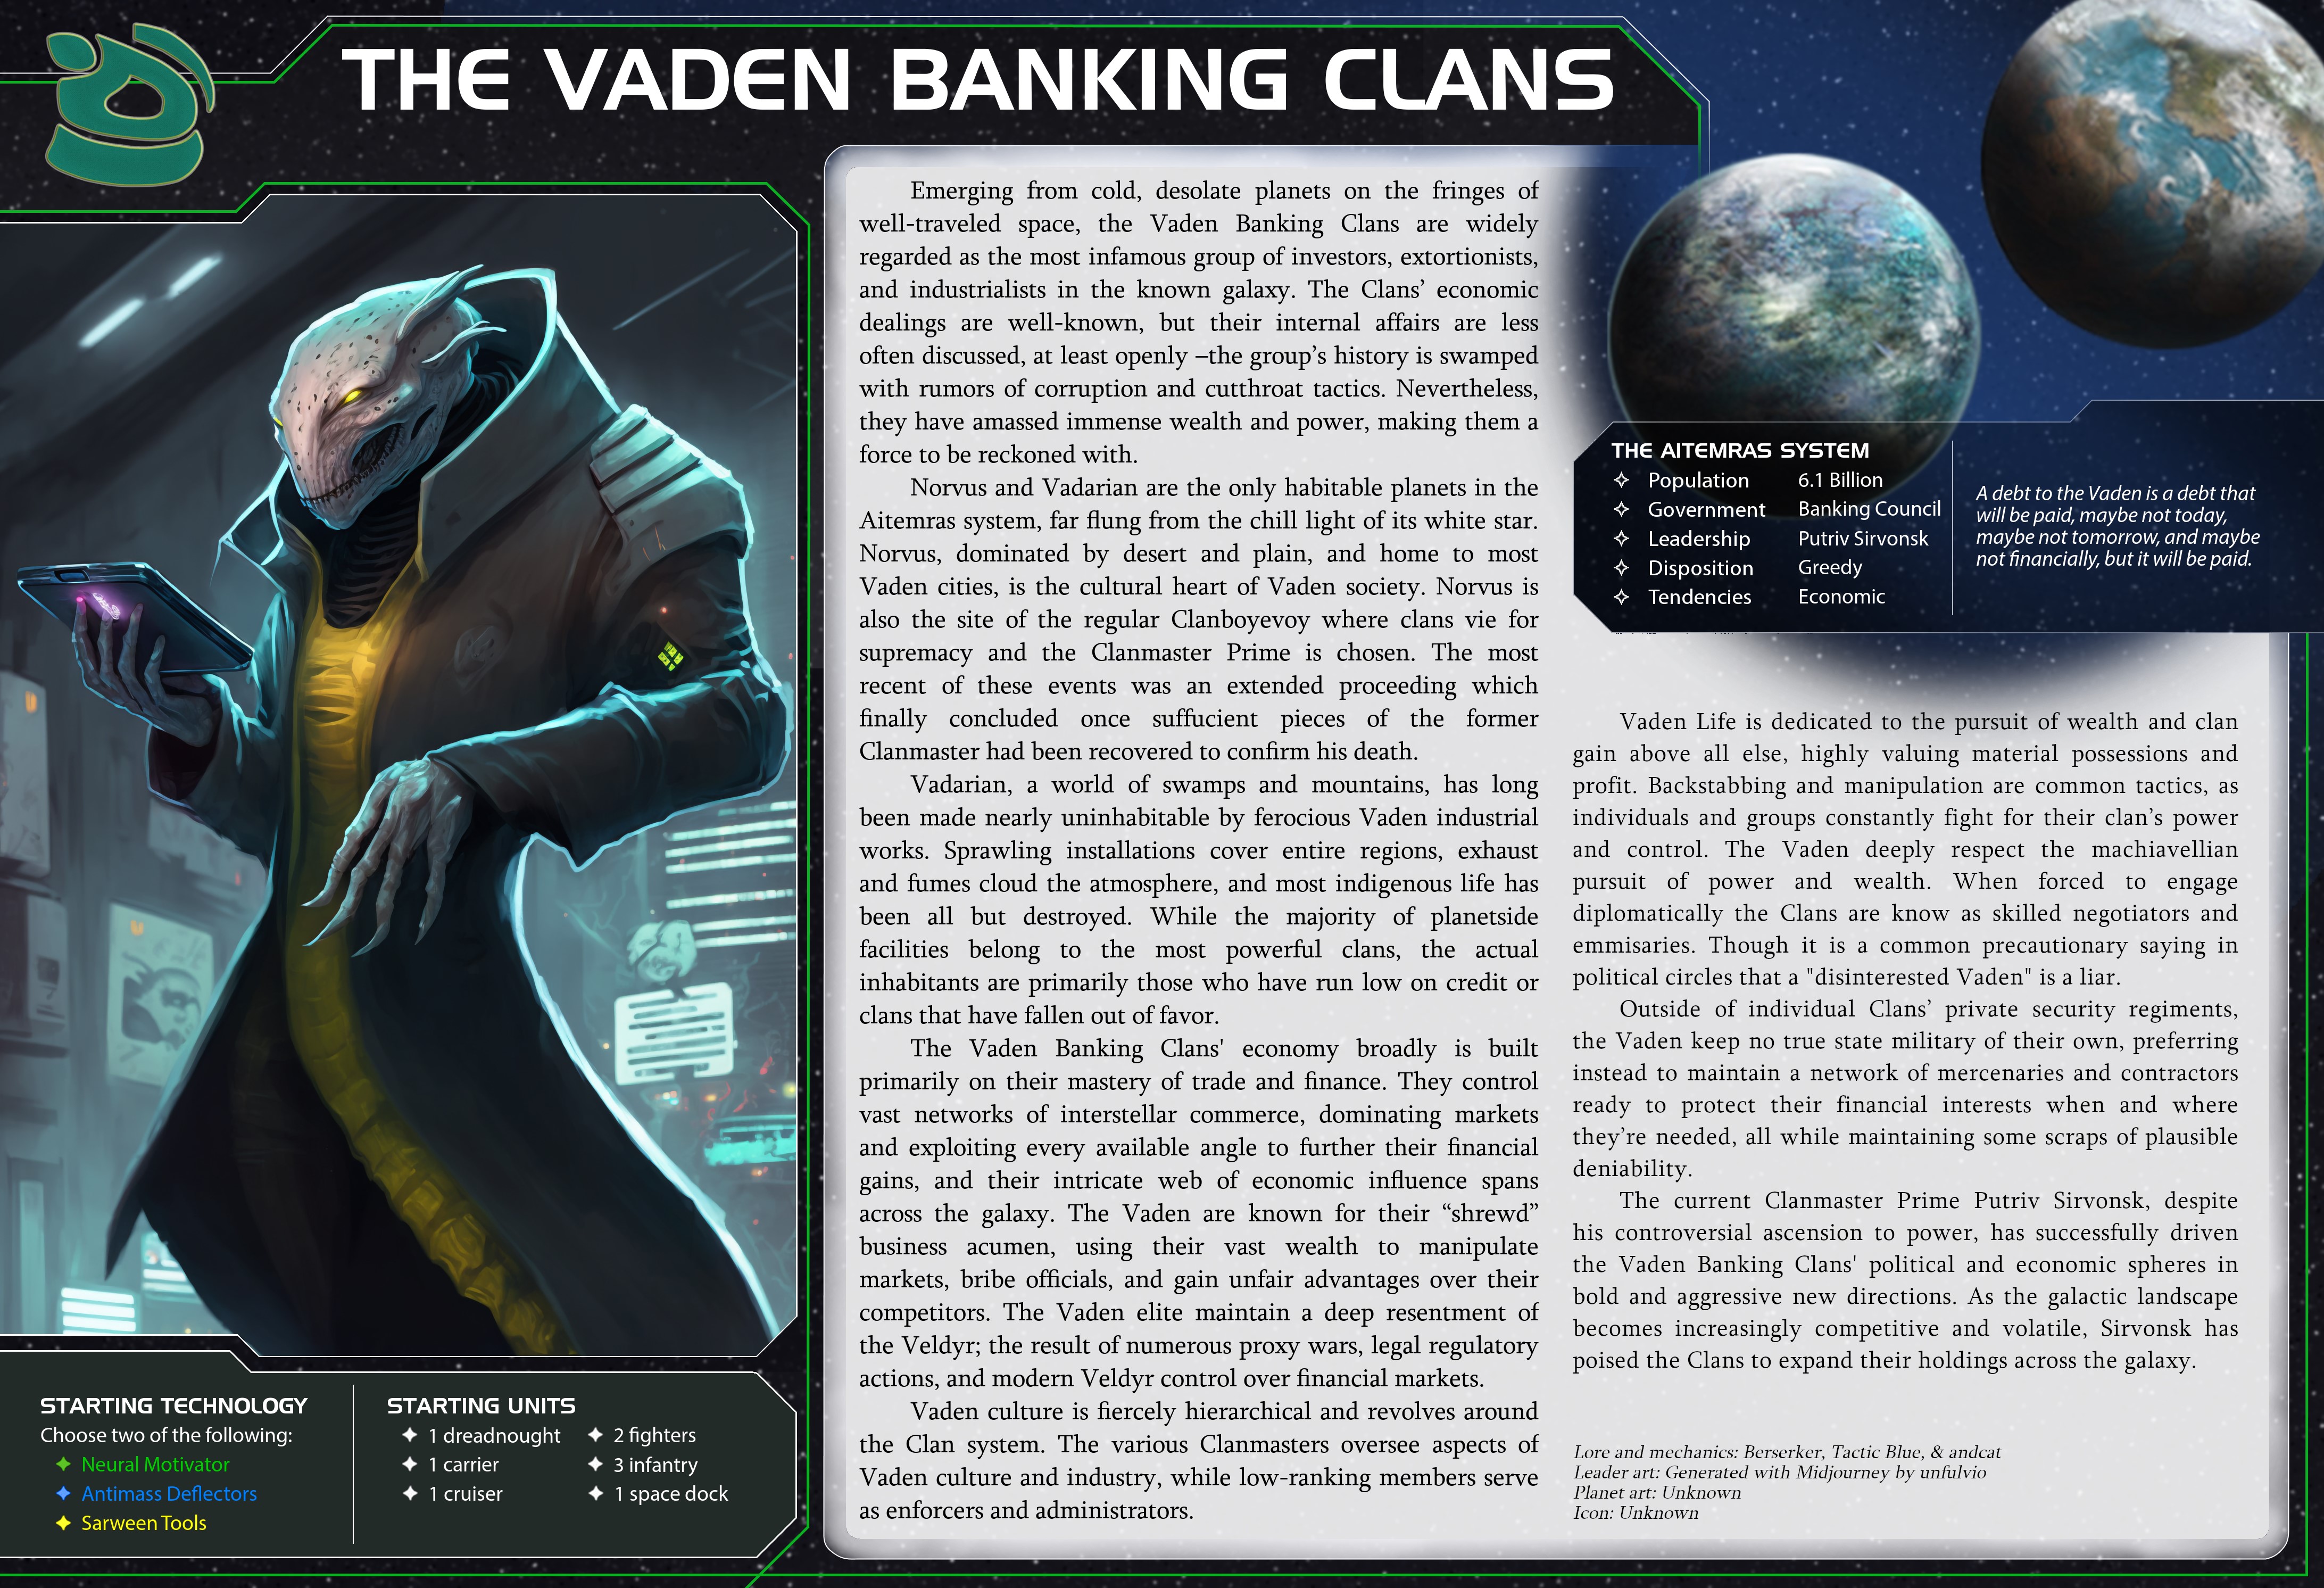 THE VADEN BANKING CLANS
Emerging from cold, desolate planets on the fringes of
well-traveled space, the Vaden Banking Clans are widely
regarded as the most infamous group of investors, extortionists,
and industrialists in the known galaxy. The Clans’ economic
dealings are well-known, but their internal affairs are less
often discussed, at least openly –the group’s history is swamped
with rumors of corruption and cutthroat tactics. Nevertheless,
they have amassed immense wealth and power, making them a
force to be reckoned with.
Norvus and Vadarian are the only habitable planets in the
Aitemras system, far flung from the chill light of its white star.
Norvus, dominated by desert and plain, and home to most
Vaden cities, is the cultural heart of Vaden society. Norvus is
also the site of the regular Clanboyevoy where clans vie for
supremacy and the Clanmaster Prime is chosen. The most
recent of these events was an extended proceeding which
finally concluded once suffucient pieces of the former
Clanmaster had been recovered to confirm his death.
Vadarian, a world of swamps and mountains, has long
been made nearly uninhabitable by ferocious Vaden industrial
works. Sprawling installations cover entire regions, exhaust
and fumes cloud the atmosphere, and most indigenous life has
been all but destroyed. While the majority of planetside
facilities belong to the most powerful clans, the actual
inhabitants are primarily those who have run low on credit or
clans that have fallen out of favor.
The Vaden Banking Clans' economy broadly is built
primarily on their mastery of trade and finance. They control
vast networks of interstellar commerce, dominating markets
and exploiting every available angle to further their financial
gains, and their intricate web of economic influence spans
across the galaxy. The Vaden are known for their “shrewd”
business acumen, using their vast wealth to manipulate
markets, bribe officials, and gain unfair advantages over their
competitors. The Vaden elite maintain a deep resentment of
the Veldyr; the result of numerous proxy wars, legal regulatory
actions, and modern Veldyr control over financial markets.
Vaden culture is fiercely hierarchical and revolves around
the Clan system. The various Clanmasters oversee aspects of
Vaden culture and industry, while low-ranking members serve
as enforcers and administrators.
THE AITEMRAS SYSTEM
Population 6.1 Billion
Government Banking Council
Leadership Putriv Sirvonsk
Disposition Greedy
Tendencies Economic
A debt to the Vaden is a debt that
will be paid, maybe not today,
maybe not tomorrow, and maybe
not financially, but it will be paid.
Vaden Life is dedicated to the pursuit of wealth and clan
gain above all else, highly valuing material possessions and
profit. Backstabbing and manipulation are common tactics, as
individuals and groups constantly fight for their clan’s power
and control. The Vaden deeply respect the machiavellian
pursuit of power and wealth. When forced to engage
diplomatically the Clans are know as skilled negotiators and
emmisaries. Though it is a common precautionary saying in
political circles that a "disinterested Vaden" is a liar.
Outside of individual Clans’ private security regiments,
the Vaden keep no true state military of their own, preferring
instead to maintain a network of mercenaries and contractors
ready to protect their financial interests when and where
they’re needed, all while maintaining some scraps of plausible
deniability.
The current Clanmaster Prime Putriv Sirvonsk, despite
his controversial ascension to power, has successfully driven
the Vaden Banking Clans' political and economic spheres in
bold and aggressive new directions. As the galactic landscape
becomes increasingly competitive and volatile, Sirvonsk has
poised the Clans to expand their holdings across the galaxy.
Lore and mechanics: Berserker, Tactic Blue, & andcat
Leader art: Generated with Midjourney by unfulvio
Planet art: Unknown
Icon: Unknown
STARTING TECHNOLOGY
Choose two of the following:
Neural Motivator
Antimass Deflectors
Sarween Tools
STARTING UNITS
1 dreadnought
1 carrier
1 cruiser
2 fighters
3 infantry
1 space dock